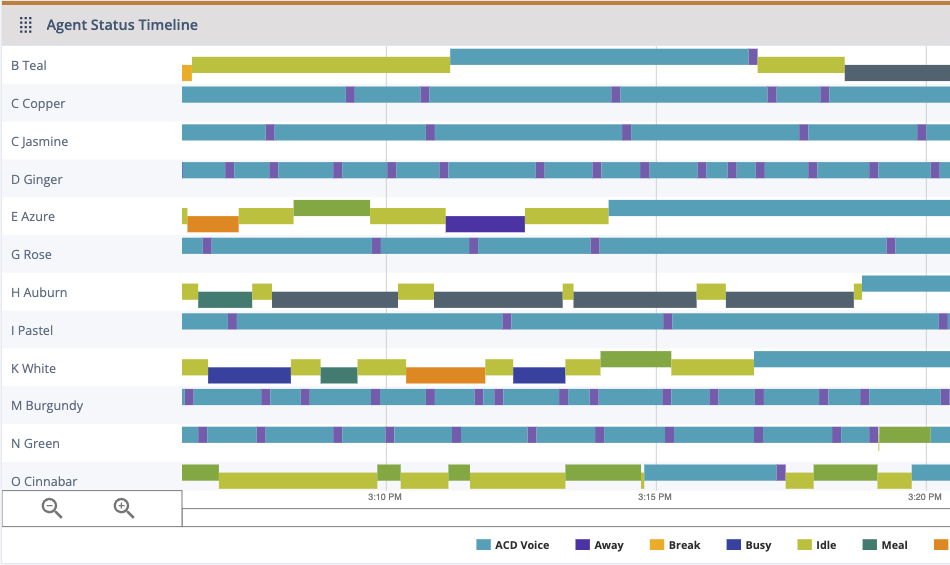 Agent Status Timeline
B Teal
C Copper
C Jasmine
D Ginger
E Azure
G Rose
H Auburn
I Pastel
K White
M Burgundy
N Green
O Cinnabar
3:10 PM 3:15 PM 3:20 PM
ACD Voice Away Break Busy Idle Meal